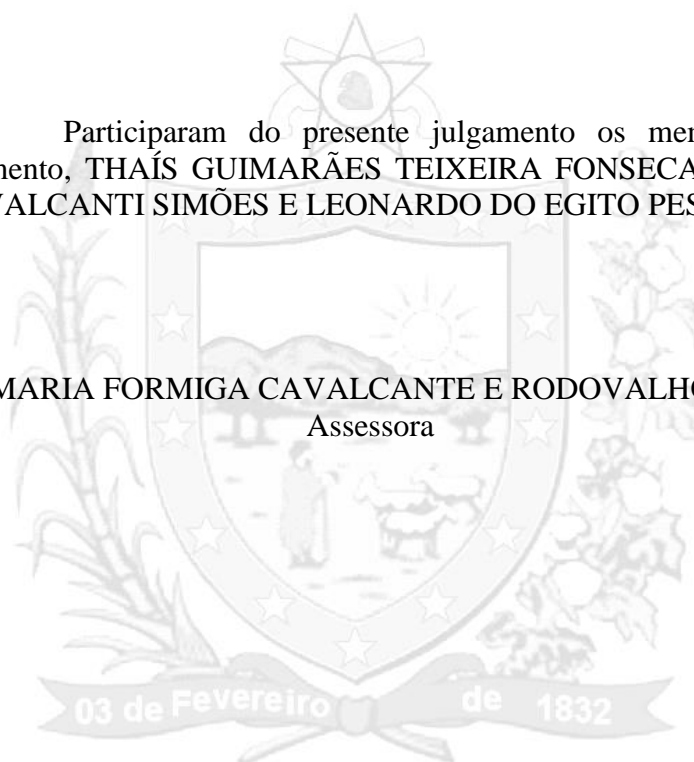 Participaram do presente julgamento os mem
mento, THAÍS GUIMARÃES TEIXEIRA FONSECA
VALCANTI SIMÕES E LEONARDO DO EGITO PES
MARIA FORMIGA CAVALCANTE E RODOVALHO
Assessora
03 de Fevereiro de 1832